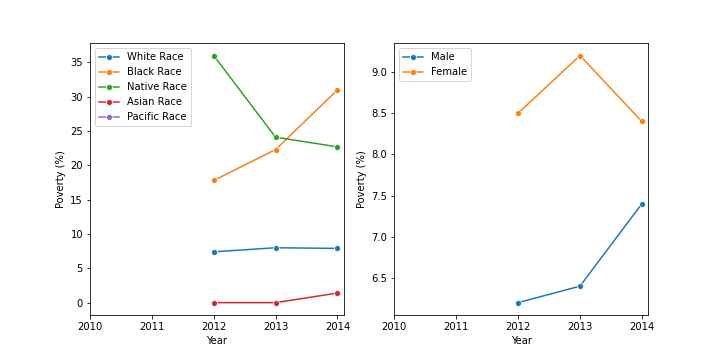 White Race
Black Race
Native Race
Asian Race
Pacific Race
35
30
25
20
15
10
5
0
Poverty (%)
2010 2011 2012 2013 2014
Year
Male
Female
9.0
8.5
8.0
7.5
7.0
6.5
Poverty (%)
2010 2011 2012 2013 2014
Year